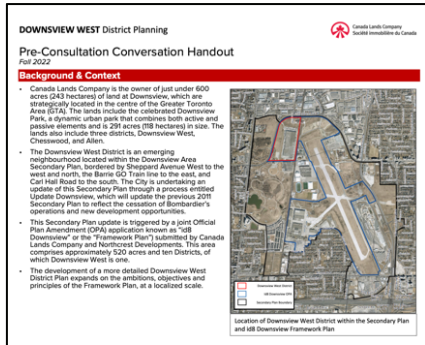 DOWNSVIEW WEST District Planning
Canada Lands Company
Société immobilière du Canada
Pre-Consultation Conversation Handout
Fall 2022
Background & Context
• Canada Lands Company is the owner of just under 600
acres (243 hectares) of land at Downsview, which are
strategically located in the centre of the Greater Toronto
Area (GTA). The lands include the celebrated Downsview
Park, a dynamic urban park that combines both active and
passive elements and is 291 acres (118 hectares) in size. The
lands also include three districts, Downsview West,
Chesswood, and Allen.
• The Downsview West District is an emerging
neighbourhood located within the Downsview Area
Secondary Plan, bordered by Sheppard Avenue West to the
west and north, the Barrie GO Train line to the east, and
Carl Hall Road to the south. The City is undertaking an
update of this Secondary Plan through a process entitled
Update Downsview, which will update the previous 2011
Secondary Plan to reflect the cessation of Bombardier's
operations and new development opportunities.
• This Secondary Plan update is triggered by a joint Official
Plan Amendment (OPA) application known as "id8
Downsview" or the "Framework Plan") submitted by Canada
Lands Company and Northcrest Developments. This area
comprises approximately 520 acres and ten Districts, of
which Downsview West is one.
• The development of a more detailed Downsview West
District Plan expands on the ambitions, objectives and
principles of the Framework Plan, at a localized scale.
Downsview West District
id8 Downsview OPA
Secondary Plan Boundary
Location of Downsview West District within the Secondary Plan
and id8 Downsview Framework Plan